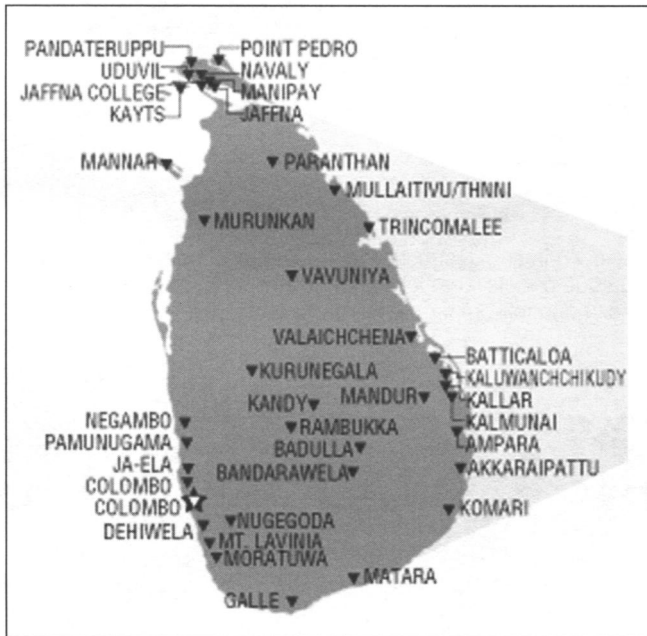 PANDATERUPPU POINT PEDRO
UDUVIL NAVALY
JAFFNA COLLEGE MANIPAY
KAYTS JAFFNA
MANNAR PARANTHAN
MULLAITIVU/THNNI
MURUNKAN TRINCOMALEE
VAVUNIYA
VALAICHCHENA
BATTICALOA
KURUNEGALA KALUWANCHCHIKUDY
KANDY MANDUR KALLAR
NEGAMBO RAMBUKKA KALMUNAI
PAMUNUGAMA BADULLA AMPARA
JA-ELA BANDARAWELA AKKARAIPATTU
COLOMBO
COLOMBO KOMARI
DEHIWELA NUGEGODA
MT. LAVINIA
MORATUWA
MATARA
GALLE